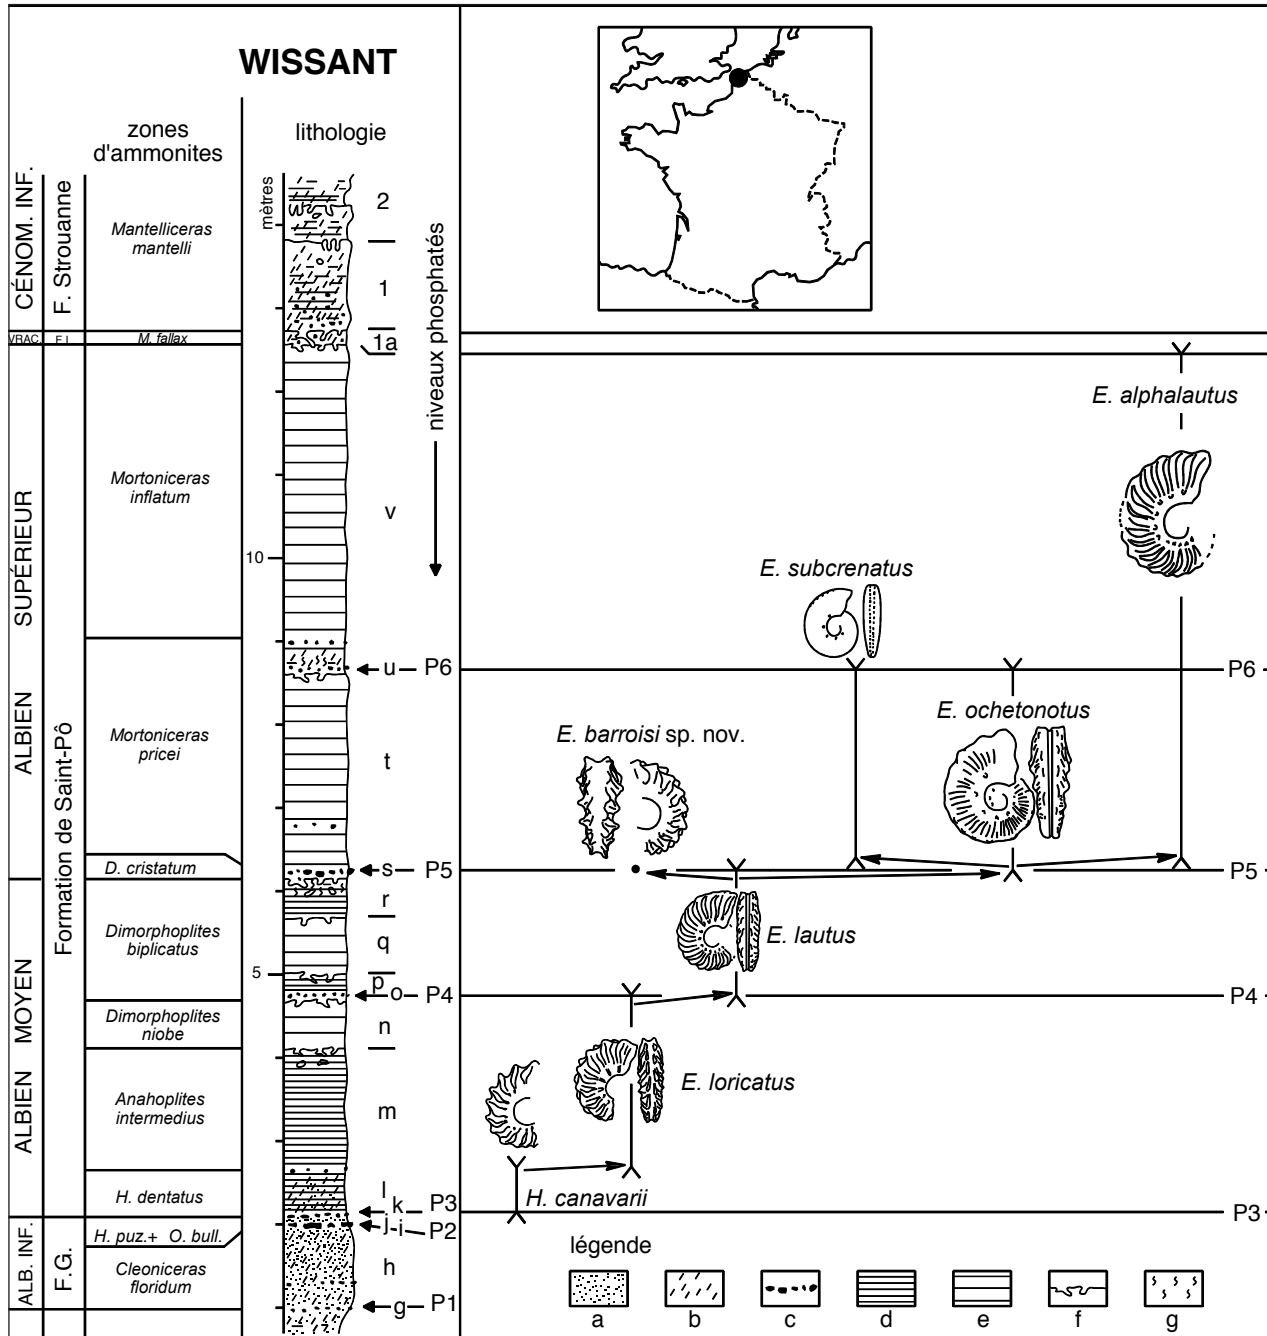 WISSANT
zones
d'ammonites
lithologie
CÉNOM. INF.
F. Strouanne
Mantelliceras
mantelli
mètres
2
1
1a
niveaux phosphatés
VRAC.
F I
M. fallax
ALBIEN SUPÉRIEUR
Formation de Saint-Pô
Mortoniceras
inflatum
v
10
E. alphalautus
E. subcrenatus
u
P6
P6
Mortoniceras
pricei
t
E. barroisi sp. nov.
E. ochetonotus
D. cristatum
s
P5
P5
ALBIEN MOYEN
Dimorphoplites
biplicatus
r
q
E. lautus
5
p
o
P4
P4
Dimorphoplites
niobe
n
Anahoplites
intermedius
m
E. loricatus
H. dentatus
l
k
P3
H. canavarii
P3
ALB. INF.
F.G.
H. puz.+ O. bull.
j
i
P2
Cleoniceras
floridum
h
g
P1
légende
a
b
c
d
e
f
g